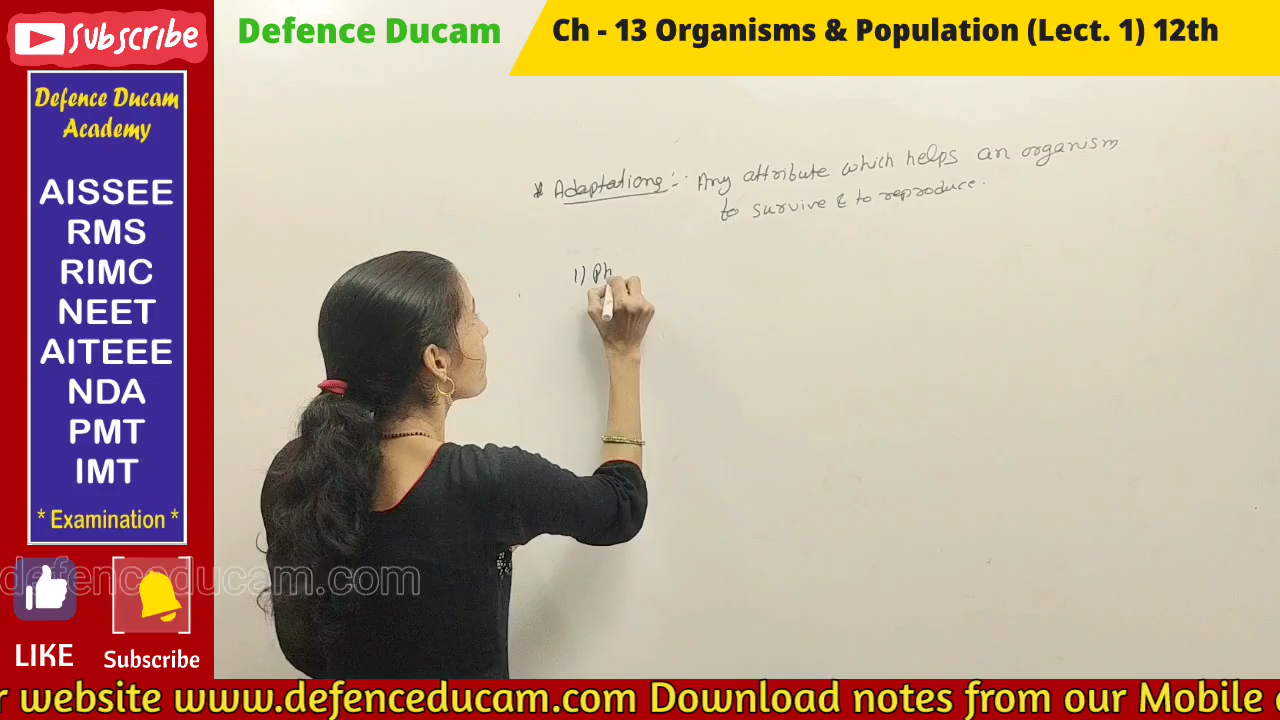 Subscribe
Defence Ducam
Ch - 13 Organisms & Population (Lect. 1) 12th
Defence Ducam
Academy
AISSEE
RMS
RIMC
NEET
AITEEE
NDA
PMT
IMT
* Examination *
* Adaptations :- Any attribute which helps an organism
to survive & to reproduce.
1) Ph
defenceducam.com
LIKE
Subscribe
r website www.defenceducam.com Download notes from our Mobile